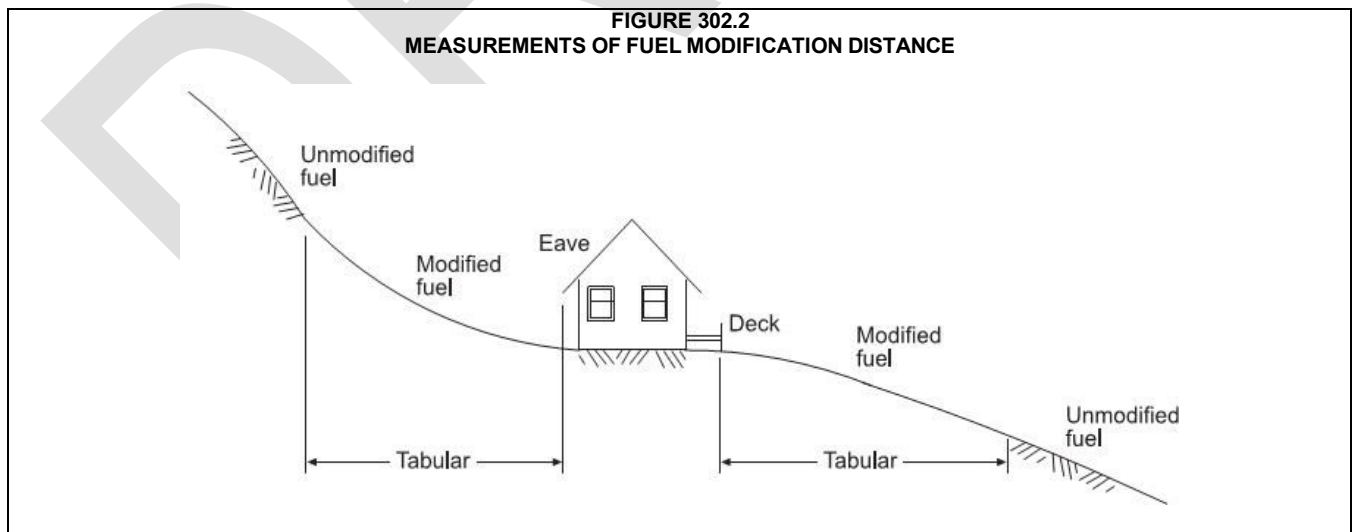 FIGURE 302.2
MEASUREMENTS OF FUEL MODIFICATION DISTANCE
Unmodified
fuel
Eave
Modified
fuel
Deck
Modified
fuel
Unmodified
fuel
Tabular
Tabular